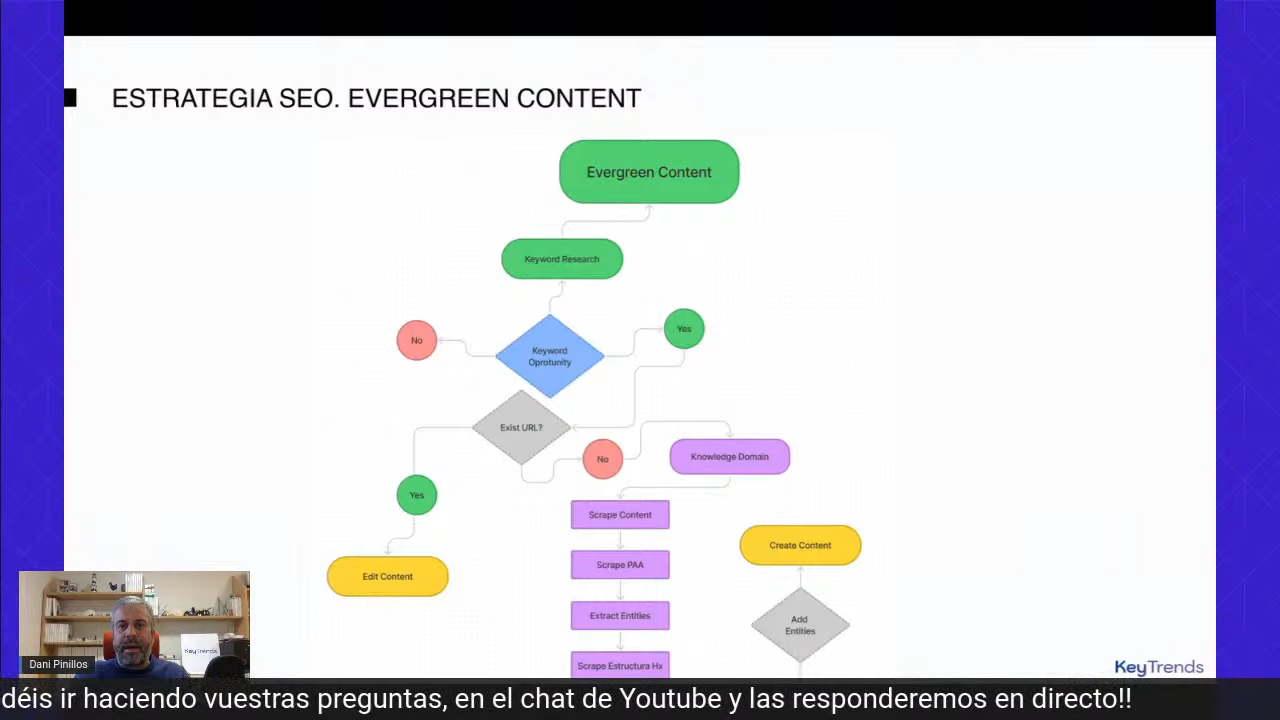 ESTRATEGIA SEO. EVERGREEN CONTENT
Evergreen Content
Keyword Research
No
Keyword
Oprotunity
Yes
Exist URL?
No
Knowledge Domain
Yes
Scrape Content
Edit Content
Scrape PAA
Extract Entities
Scrape Estructura Hx
Create Content
Add
Entities
KeyTrends
KeyTrends
Dani Pinillos
déis ir haciendo vuestras preguntas, en el chat de Youtube y las responderemos en directo!!